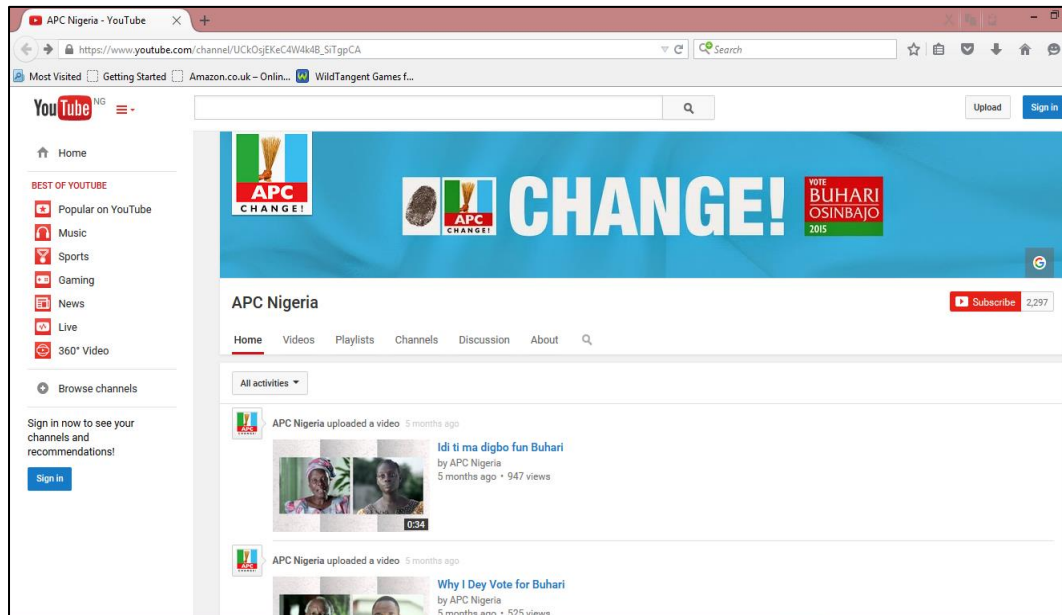 APC Nigeria - YouTube
https://www.youtube.com/channel/UCkOsjEKeC4W4k4B_SiTgpCA
Search
Most Visited Getting Started Amazon.co.uk – Onlin... WildTangent Games f...
YouTube NG
Upload
Sign in
Home
BEST OF YOUTUBE
Popular on YouTube
Music
Sports
Gaming
News
Live
360° Video
Browse channels
Sign in now to see your
channels and
recommendations!
Sign in
APC
CHANGE!
APC
CHANGE!
CHANGE!
VOTE
BUHARI
OSINBAJO
2015
G
APC Nigeria
Subscribe 2,297
Home Videos Playlists Channels Discussion About
All activities
APC Nigeria uploaded a video 5 months ago
Idi ti ma digbo fun Buhari
by APC Nigeria
5 months ago • 947 views
0:34
APC Nigeria uploaded a video 5 months ago
Why I Dey Vote for Buhari
by APC Nigeria
5 months ago • 525 views